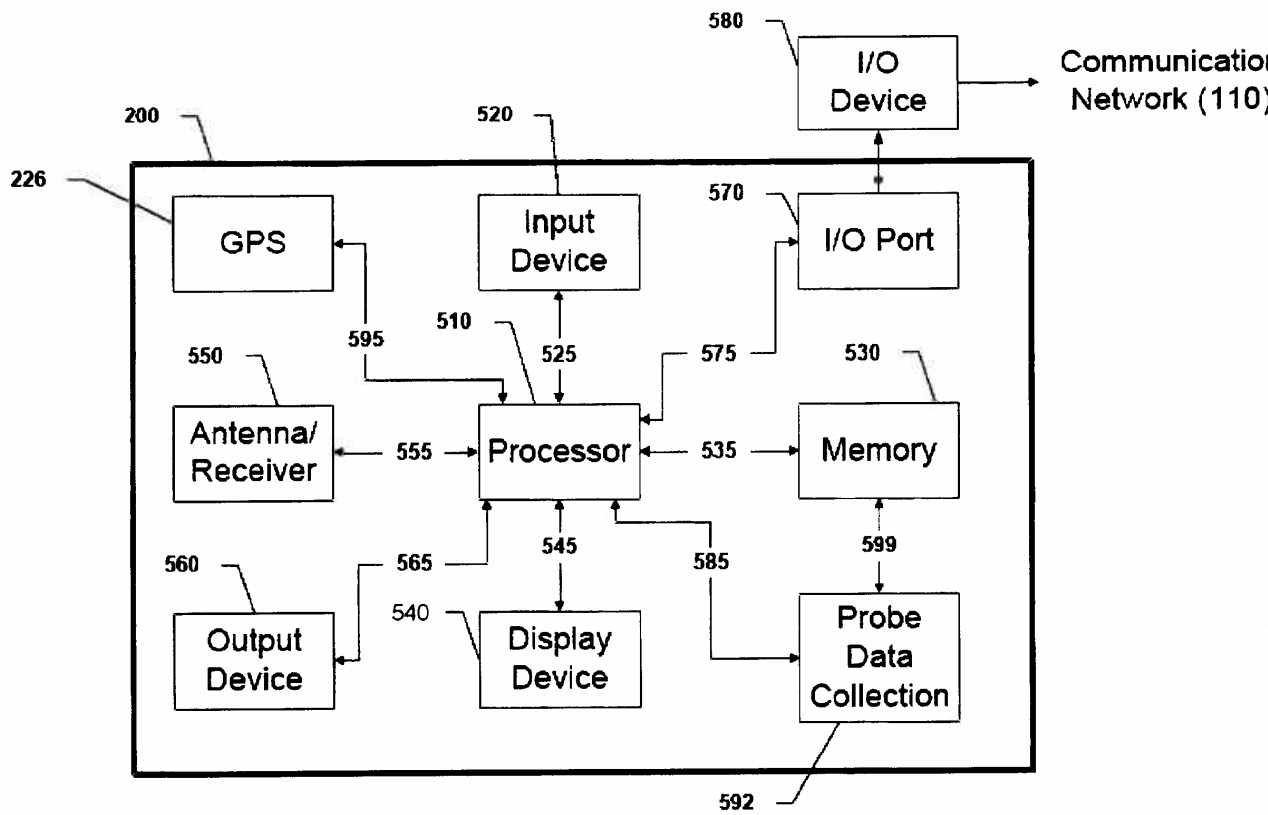 580
I/O
Device
Communication
Network (110)
200
520
226
570
GPS
Input
Device
I/O Port
510
595
525
575
550
530
Antenna/
Receiver
555
Processor
535
Memory
560
565
545
585
599
540
Output
Device
Display
Device
Probe
Data
Collection
592